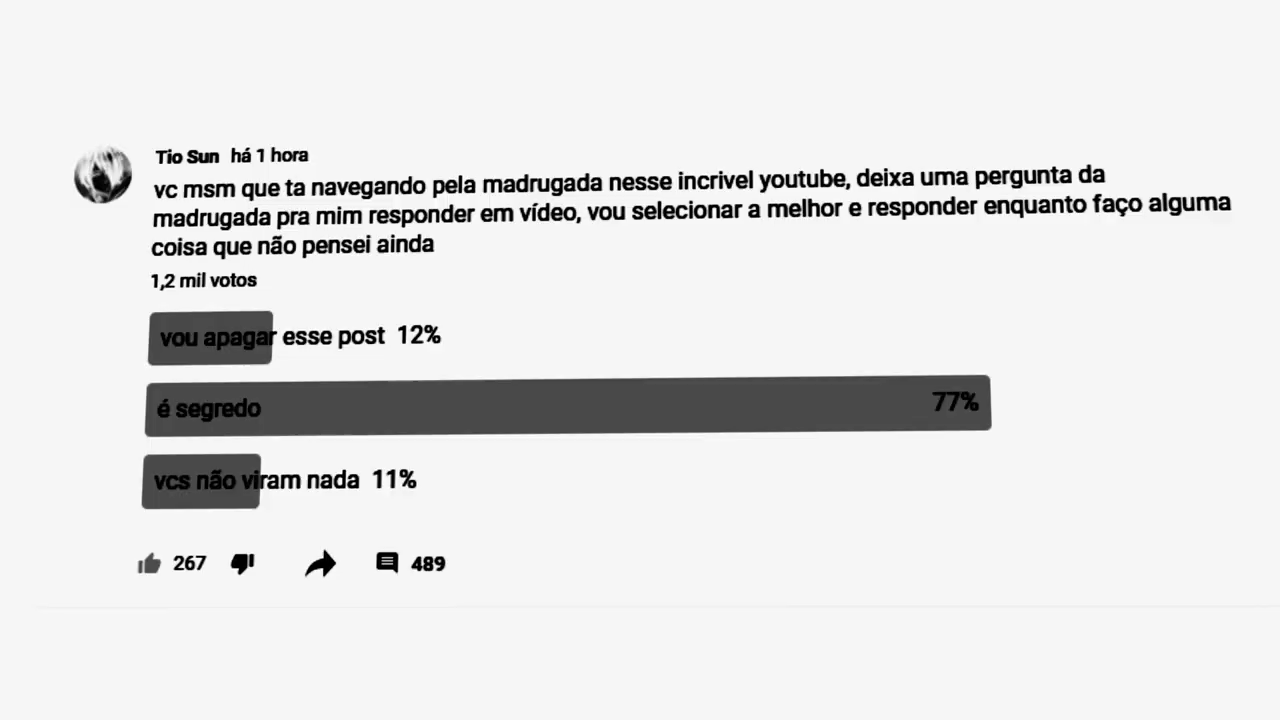 Tio Sun há 1 hora
vc msm que ta navegando pela madrugada nesse incrivel youtube, deixa uma pergunta da
madrugada pra mim responder em vídeo, vou selecionar a melhor e responder enquanto faço alguma
coisa que não pensei ainda
1,2 mil votos
vou apagar esse post 12%
é segredo 77%
vcs não viram nada 11%
267 489